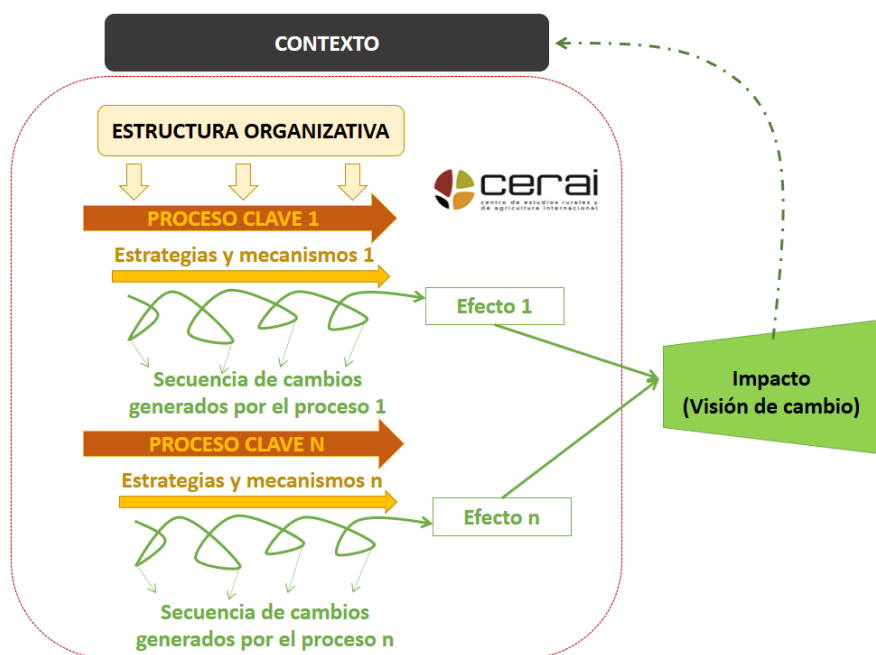 CONTEXTO
ESTRUCTURA ORGANIZATIVA
cerai
centro de estudios rurales y
de agricultura internacional
PROCESO CLAVE 1
Estrategias y mecanismos 1
Efecto 1
Secuencia de cambios
generados por el proceso 1
Impacto
(Visión de cambio)
PROCESO CLAVE N
Estrategias y mecanismos n
Efecto n
Secuencia de cambios
generados por el proceso n